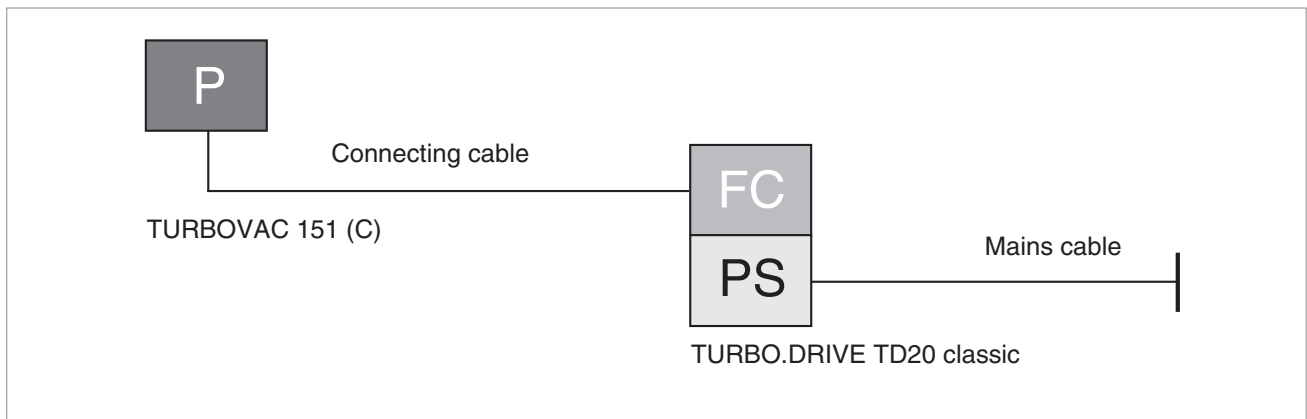 P
Connecting cable
FC
TURBOVAC 151 (C)
Mains cable
PS
TURBO.DRIVE TD20 classic